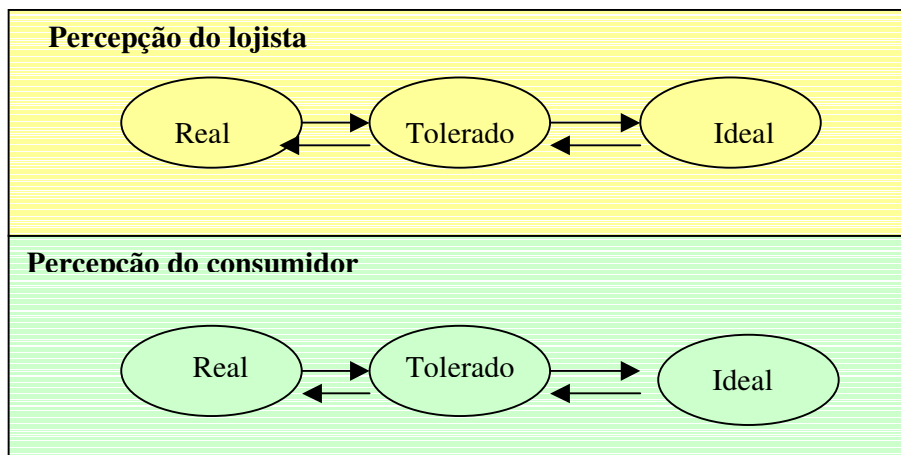 Percepção do lojista
Real Tolerado Ideal
Percepção do consumidor
Real Tolerado Ideal